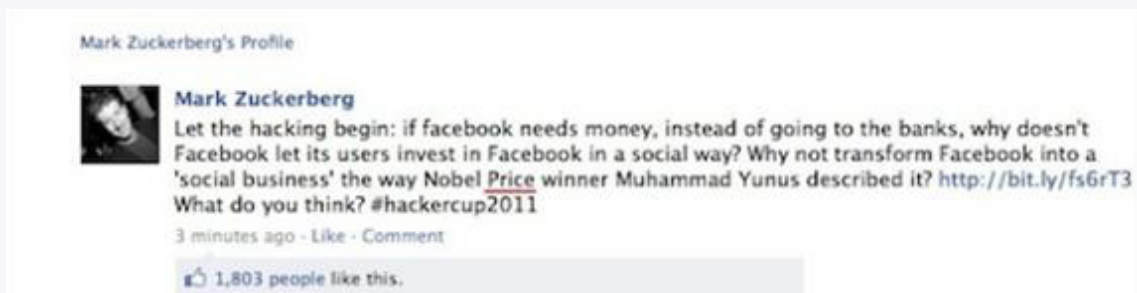 Mark Zuckerberg's Profile
Mark Zuckerberg
Let the hacking begin: if facebook needs money, instead of going to the banks, why doesn't
Facebook let its users invest in Facebook in a social way? Why not transform Facebook into a
'social business' the way Nobel Price winner Muhammad Yunus described it? http://bit.ly/fs6rT3
What do you think? #hackercup2011
3 minutes ago - Like - Comment
1,803 people like this.